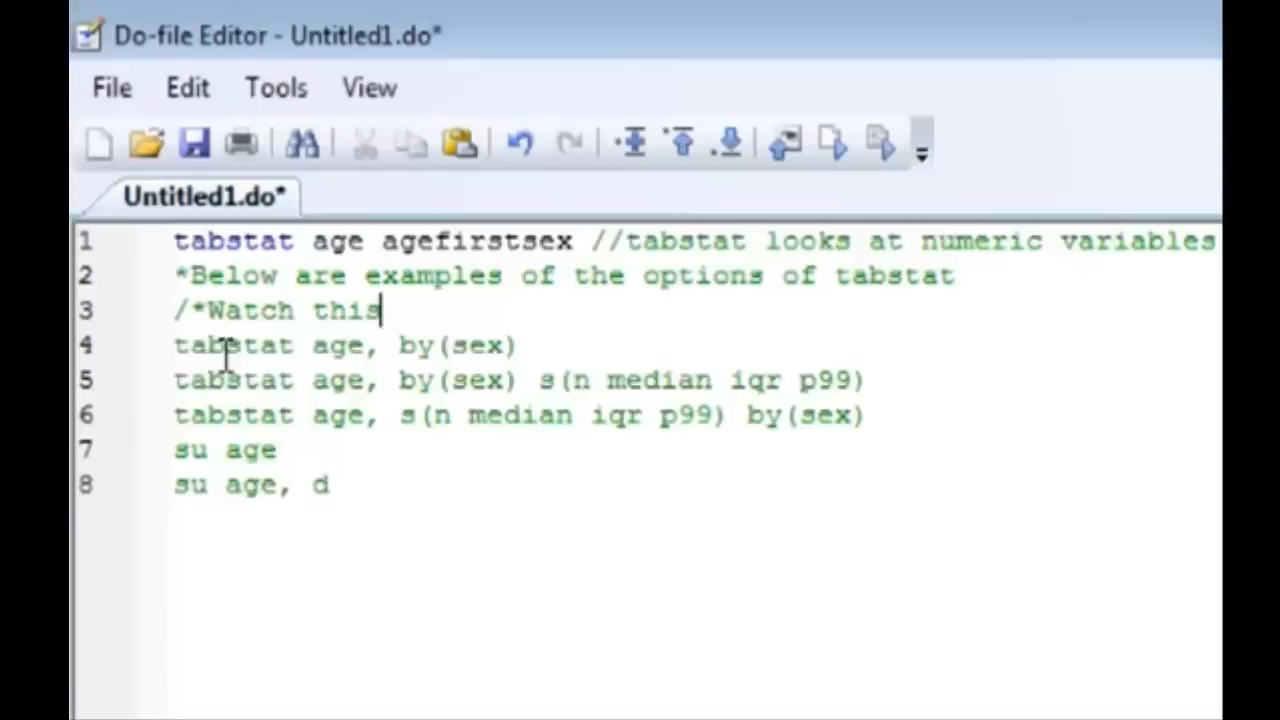 Do-file Editor - Untitled1.do*
File Edit Tools View
Untitled1.do*
1 tabstat age agefirstsex //tabstat looks at numeric variables
2 *Below are examples of the options of tabstat
3 /*Watch this
4 tabstat age, by(sex)
5 tabstat age, by(sex) s(n median iqr p99)
6 tabstat age, s(n median iqr p99) by(sex)
7 su age
8 su age, d